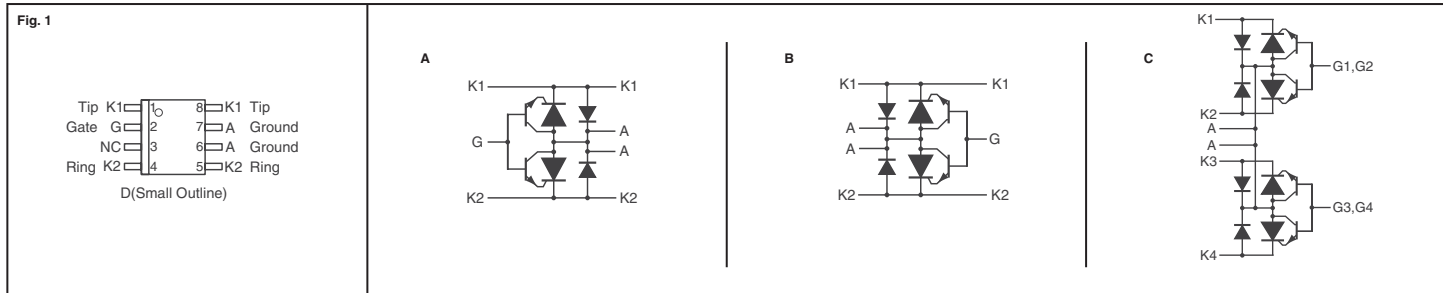 Fig. 1
Tip K1 1 8 K1 Tip
Gate G 2 7 A Ground
NC 3 6 A Ground
Ring K2 4 5 K2 Ring
D(Small Outline)
A
K1 K1
A
G
A
K2 K2
B
K1 K1
A
G
A
K2 K2
C
K1
G1,G2
K2
A
A
K3
G3,G4
K4